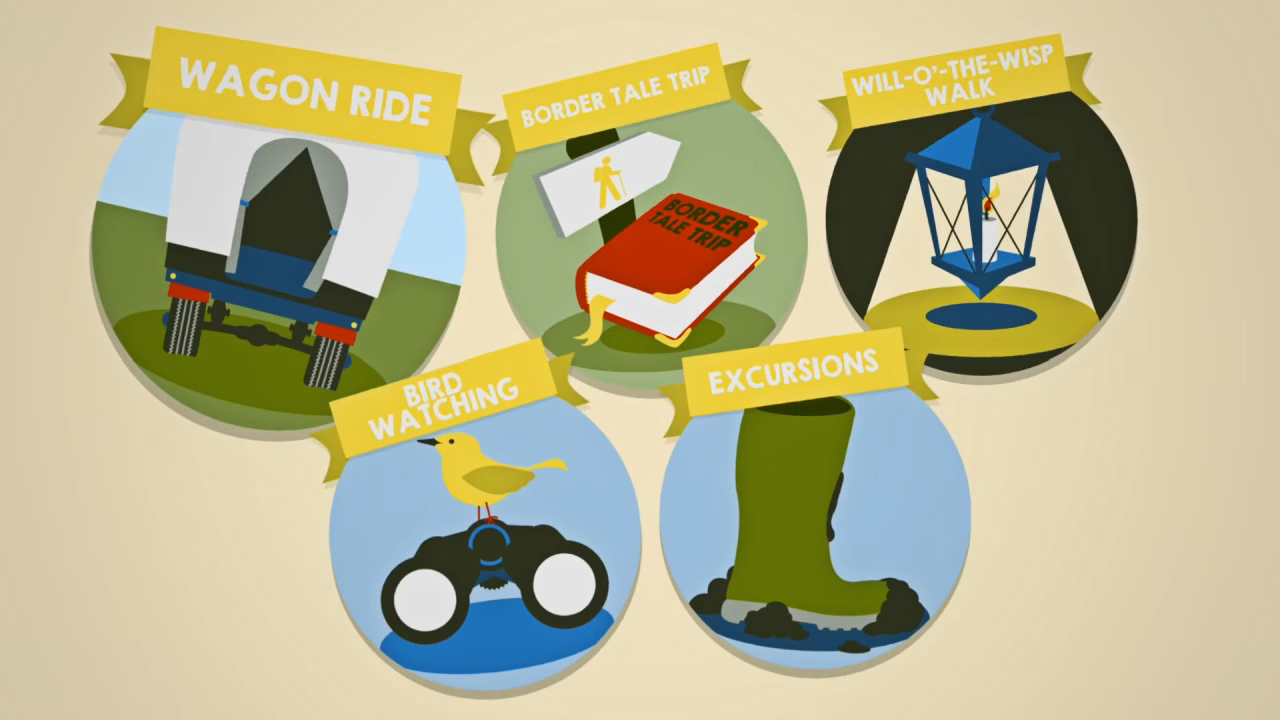 WAGON RIDE
BORDER TALE TRIP
BORDER
TALE TRIP
WILL-O'-THE-WISP
WALK
BIRD
WATCHING
EXCURSIONS